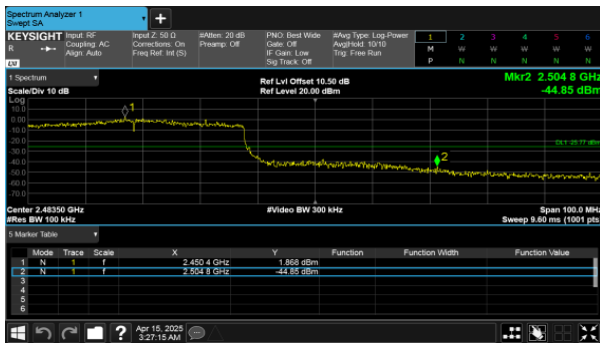 Spectrum Analyzer 1
Swept SA
+
KEYSIGHT Input: RF Input Z: 50 Ω #Atten: 20 dB PNO: Best Wide #Avg Type: Log-Power 1 2 3 4 5 6
R Coupling: AC Corrections: On Preamp: Off Gate: Off Avg|Hold: 10/10 M W W W W W
Align: Auto Freq Ref: Int (S) IF Gain: Low Trig: Free Run
Sig Track: Off P N N N N N
LXI
1 Spectrum Ref Lvl Offset 10.50 dB Mkr2 2.504 8 GHz
Scale/Div 10 dB Ref Level 20.00 dBm -44.85 dBm
Log
10.0
0.00
-10.0
-20.0
-30.0
-40.0
-50.0
-60.0
-70.0
1
DL1 -25.77 dBm
2
Center 2.48350 GHz #Video BW 300 kHz Span 100.0 MHz
#Res BW 100 kHz Sweep 9.60 ms (1001 pts)
5 Marker Table
Mode Trace Scale X Y Function Function Width Function Value
1 N 1 f 2.450 4 GHz 1.868 dBm
2 N 1 f 2.504 8 GHz -44.85 dBm
3
4
5
6
? Apr 15, 2025
3:27:15 AM